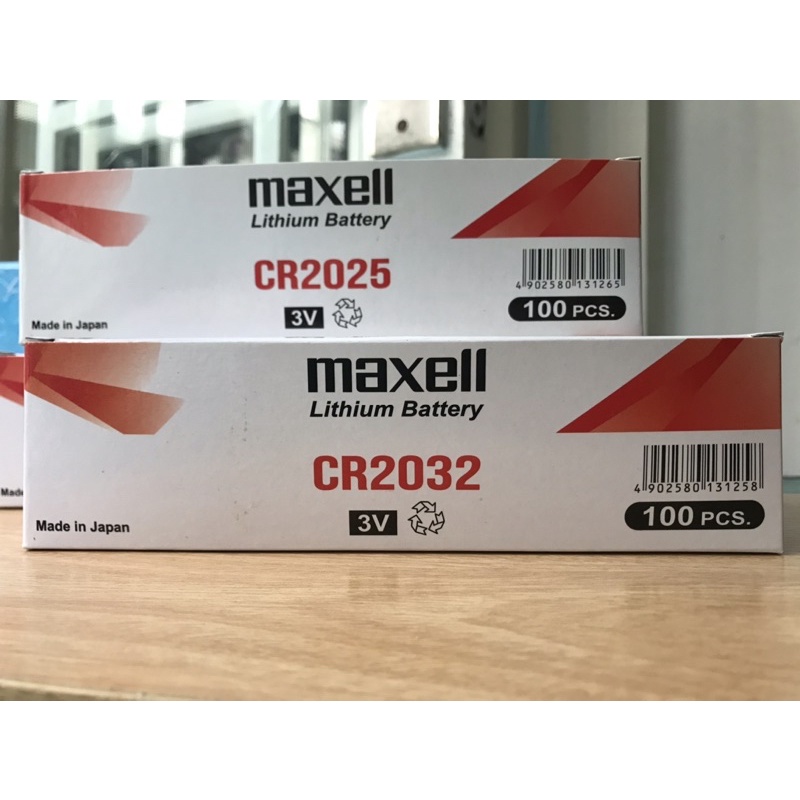 maxell
Lithium Battery
CR2025
3V
Made in Japan
4 902580 131265
100 PCS.
maxell
Lithium Battery
CR2032
3V
Made in Japan
4 902580 131258
100 PCS.
Made